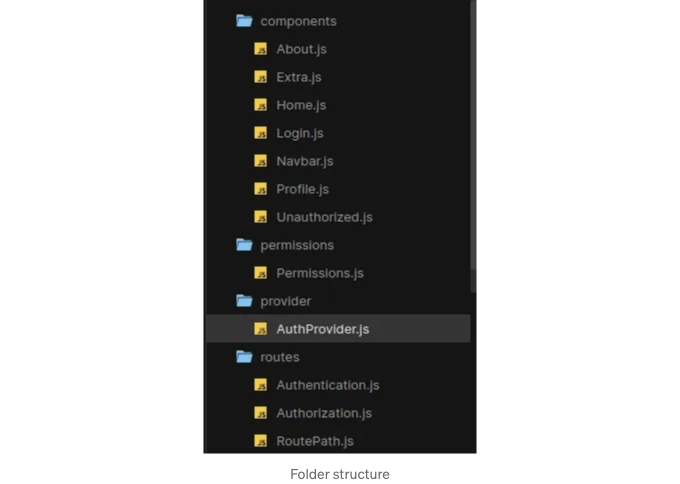 components
JS About.js
JS Extra.js
JS Home.js
JS Login.js
JS Navbar.js
JS Profile.js
JS Unauthorized.js
permissions
JS Permissions.js
provider
JS AuthProvider.js
routes
JS Authentication.js
JS Authorization.js
JS RoutePath.js
Folder structure